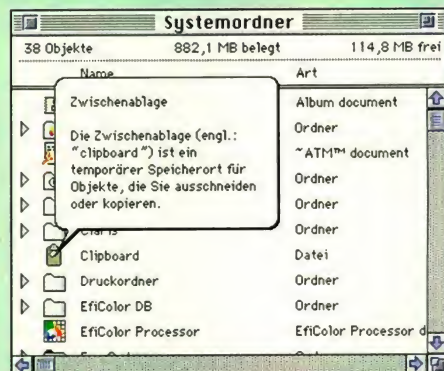 Systemordner
38 Objekte 882,1 MB belegt 114,8 MB frei
Name Art
Zwischenablage
Die Zwischenablage (engl.:
"clipboard") ist ein
temporärer Speicherort für
Objekte, die Sie ausschneiden
oder kopieren.
Album document
Ordner
~ATM™ document
Ordner
Ordner
Claris Ordner
Clipboard Datei
Druckordner Ordner
EfiColor DB Ordner
EfiColor Processor EfiColor Processor d